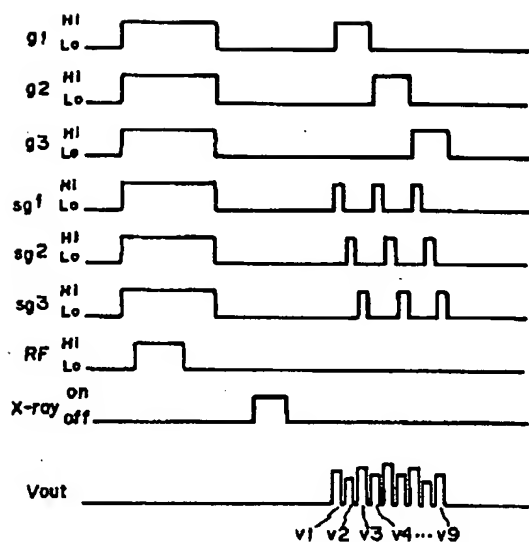 g1 Hi
Lo
g2 Hi
Lo
g3 Hi
Lo
sg1 Hi
Lo
sg2 Hi
Lo
sg3 Hi
Lo
RF Hi
Lo
X-ray on
off
Vout
v1 v2 v3 v4... v9